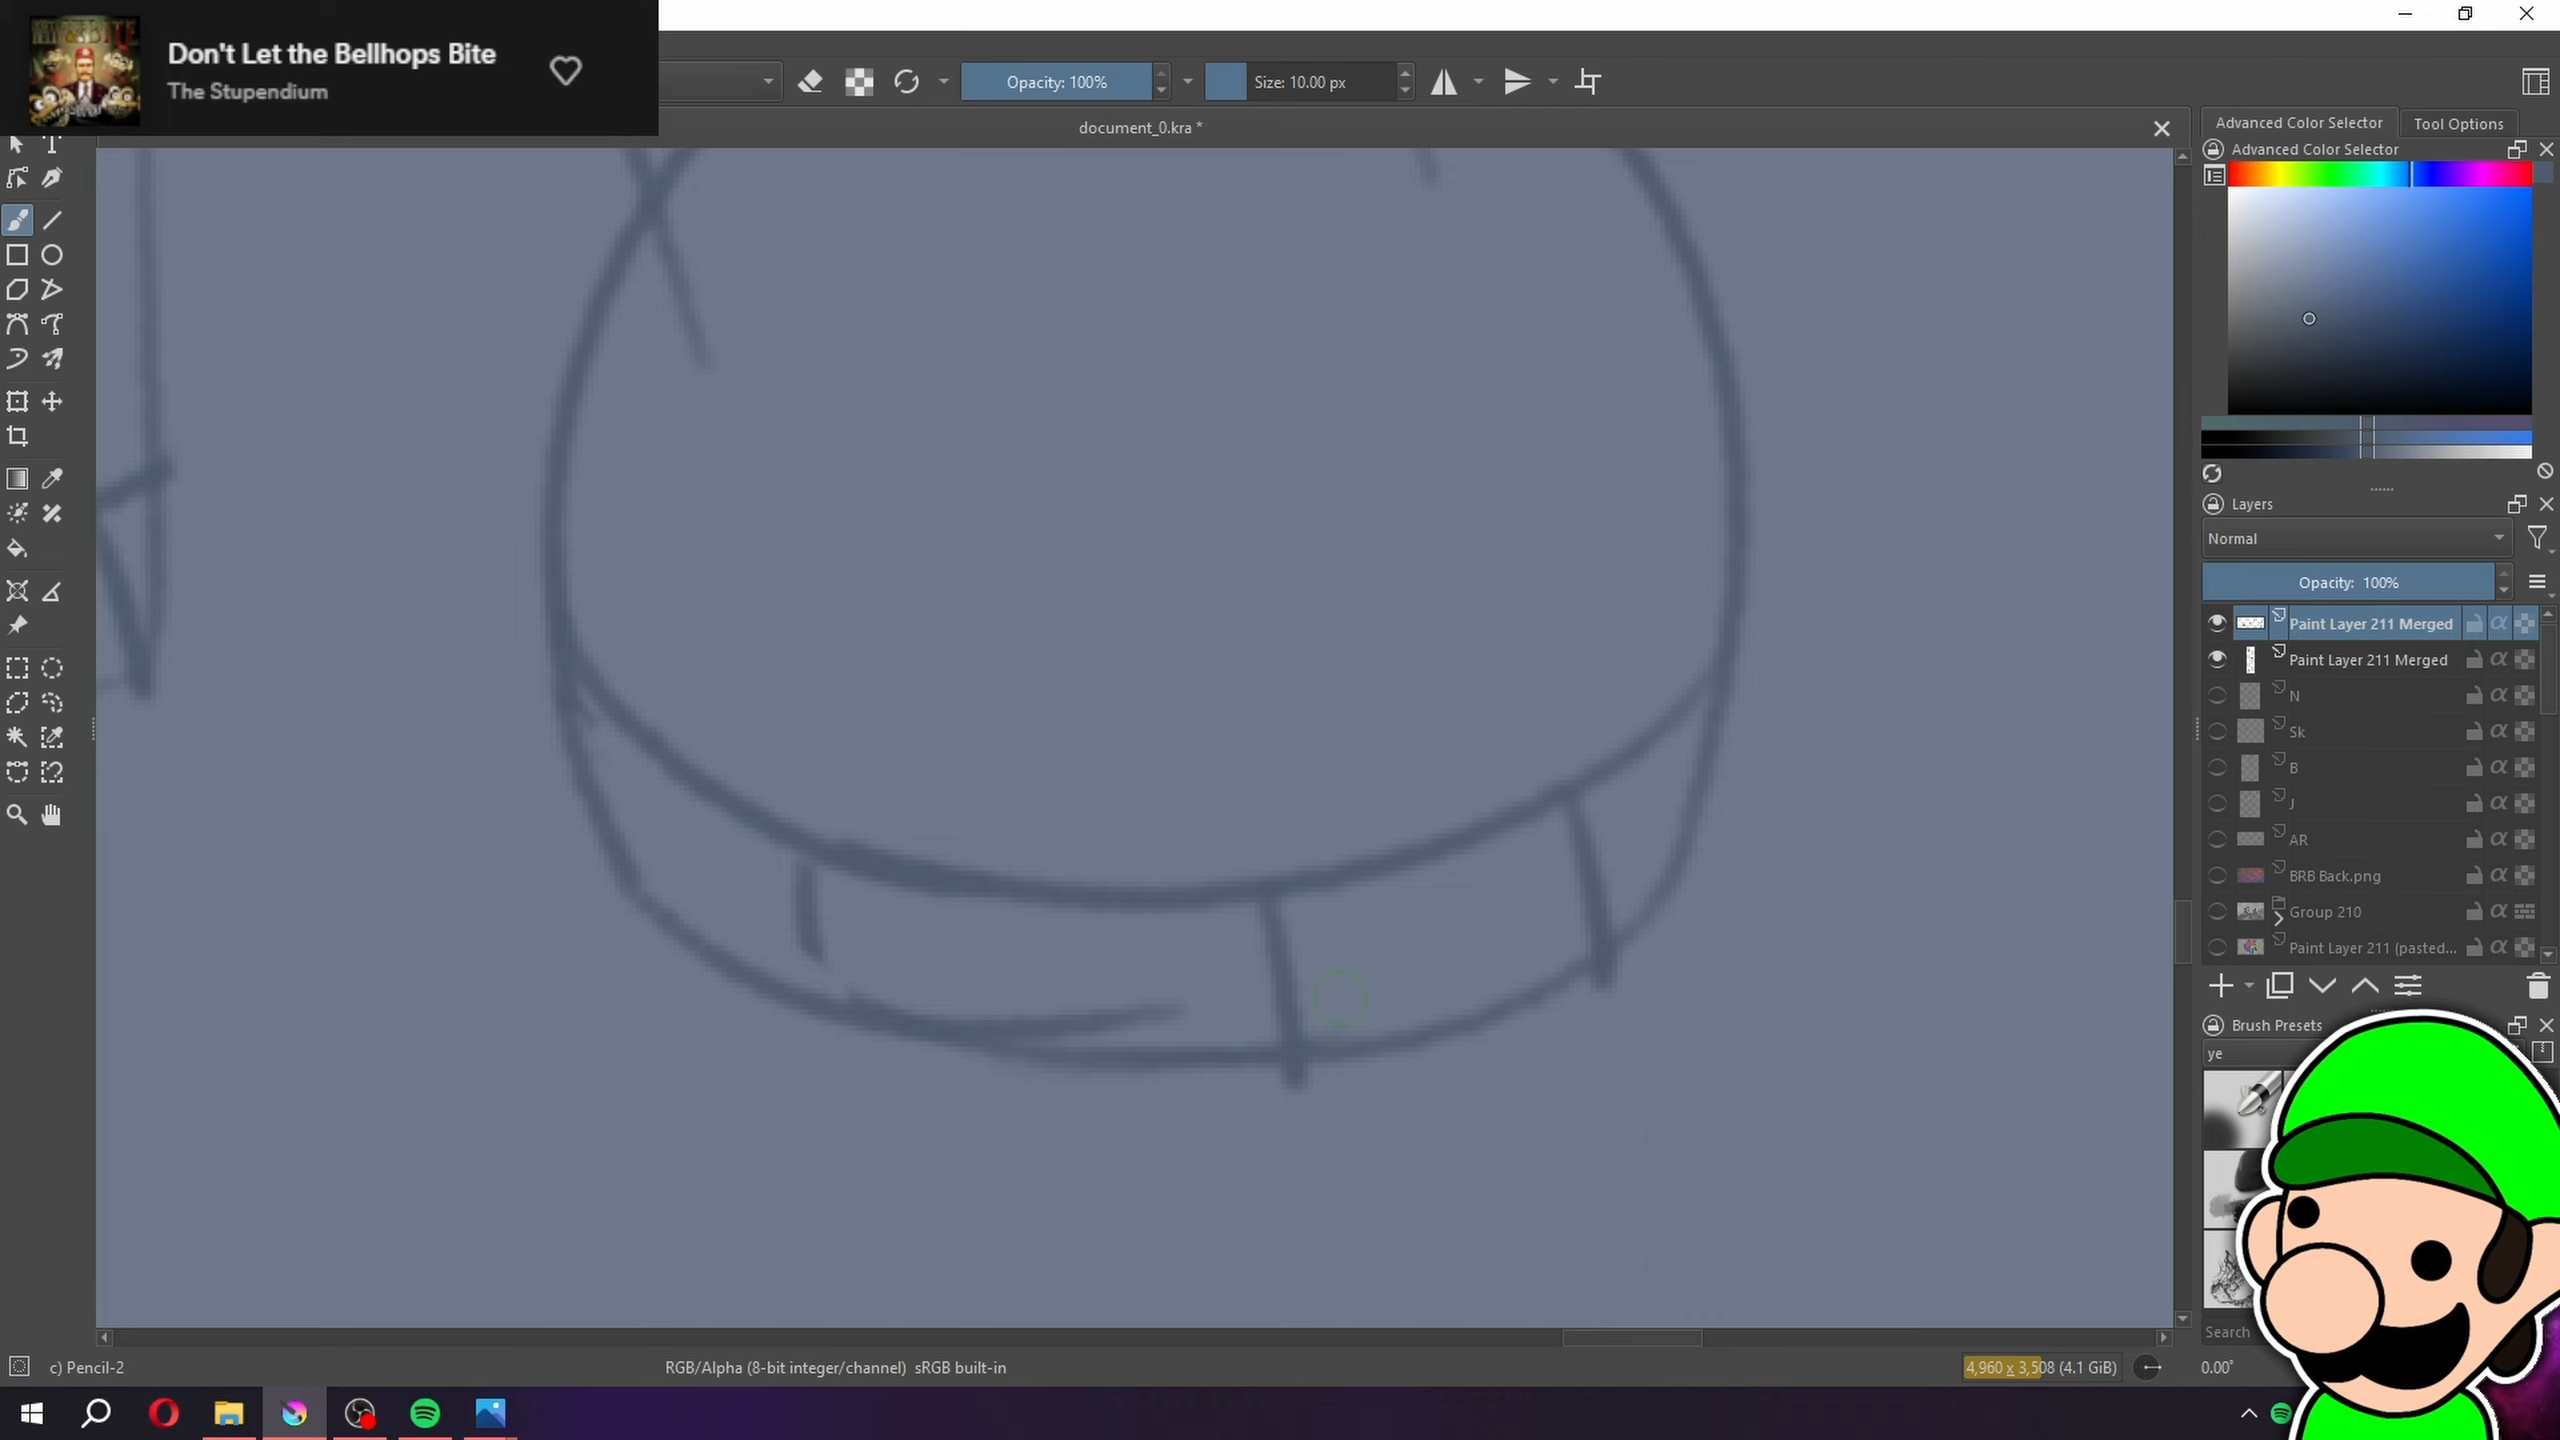 Don't Let the Bellhops Bite
The Stupendium
Opacity: 100%
Size: 10.00 px
document_0.kra *
Advanced Color Selector
Tool Options
Advanced Color Selector
Layers
Normal
Opacity: 100%
Paint Layer 211 Merged
Paint Layer 211 Merged
N
Sk
B
J
AR
BRB Back.png
Group 210
Paint Layer 211 (pasted...
Brush Presets
ye
Search
c) Pencil-2
RGB/Alpha (8-bit integer/channel) sRGB built-in
4,960 x 3,508 (4.1 GiB)
0.00°